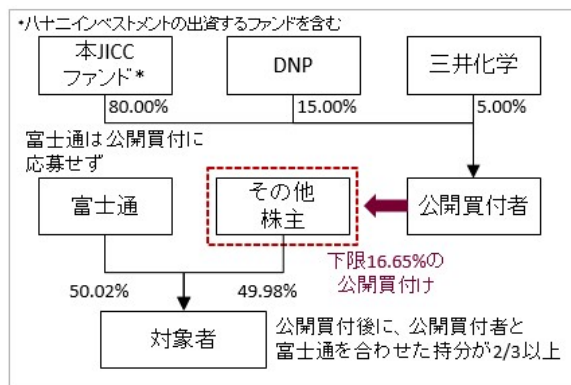 *八十二インベストメントの出資するファンドを含む
本JICC
ファンド*
DNP
三井化学
80.00%
15.00%
5.00%
富士通は公開買付に
応募せず
富士通
その他
株主
公開買付者
下限16.65%の
公開買付け
50.02%
49.98%
対象者
公開買付後に、公開買付者と
富士通を合わせた持分が2/3以上